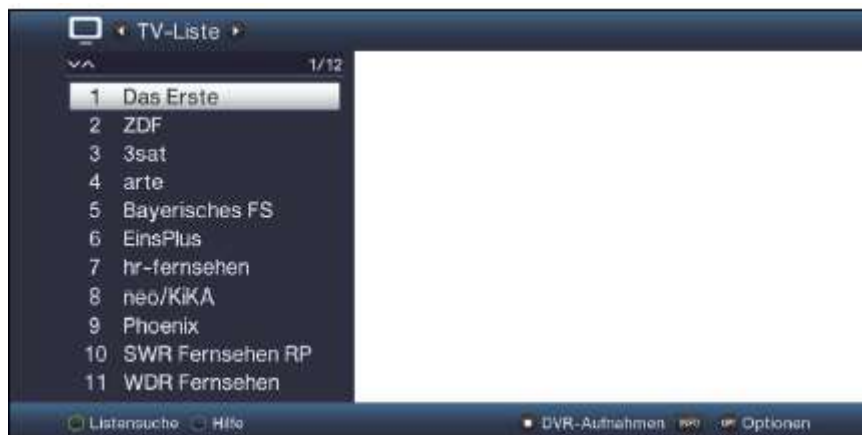 TV-Liste
1/12
1 Das Erste
2 ZDF
3 3sat
4 arte
5 Bayerisches FS
6 EinsPlus
7 hr-fernsehen
8 neo/KiKA
9 Phoenix
10 SWR Fernsehen RP
11 WDR Fernsehen
Listensuche Hilfe DVR-Aufnahmen Optionen